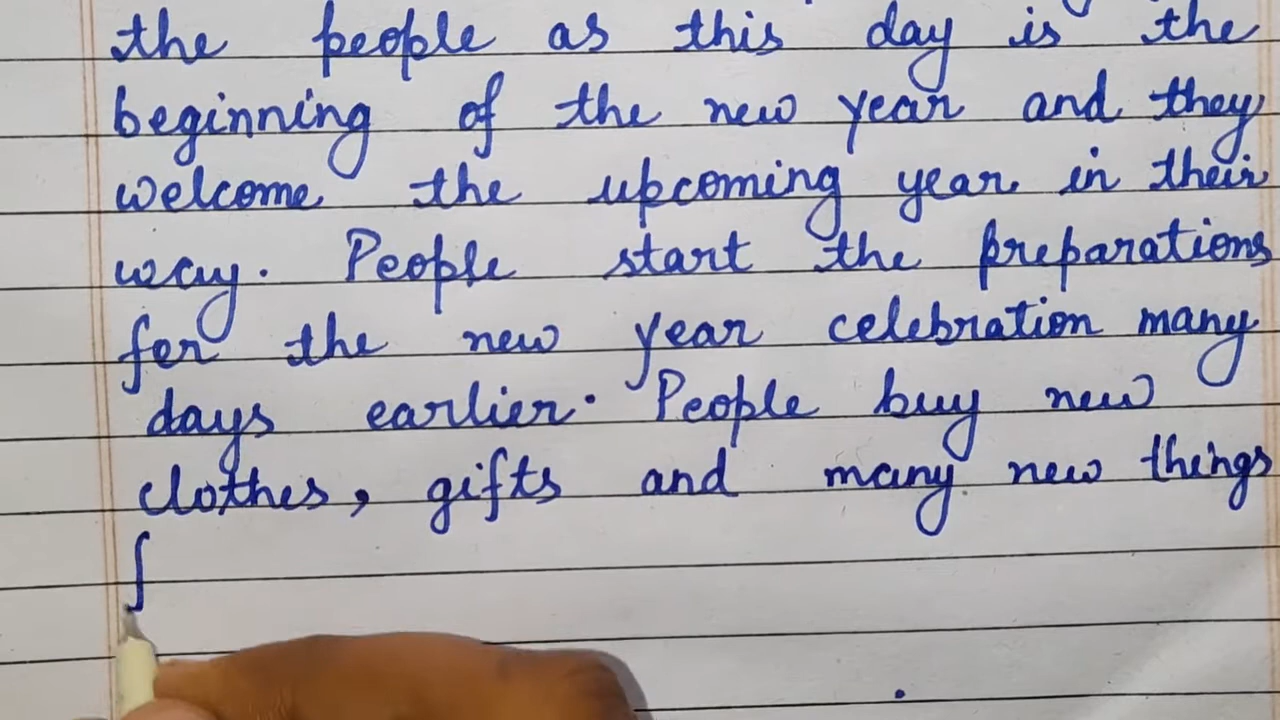 the people as this day is the
beginning of the new year and they
welcome the upcoming year in their
way. People start the preparations
for the new year celebration many
days earlier. People buy new
clothes, gifts and many new things